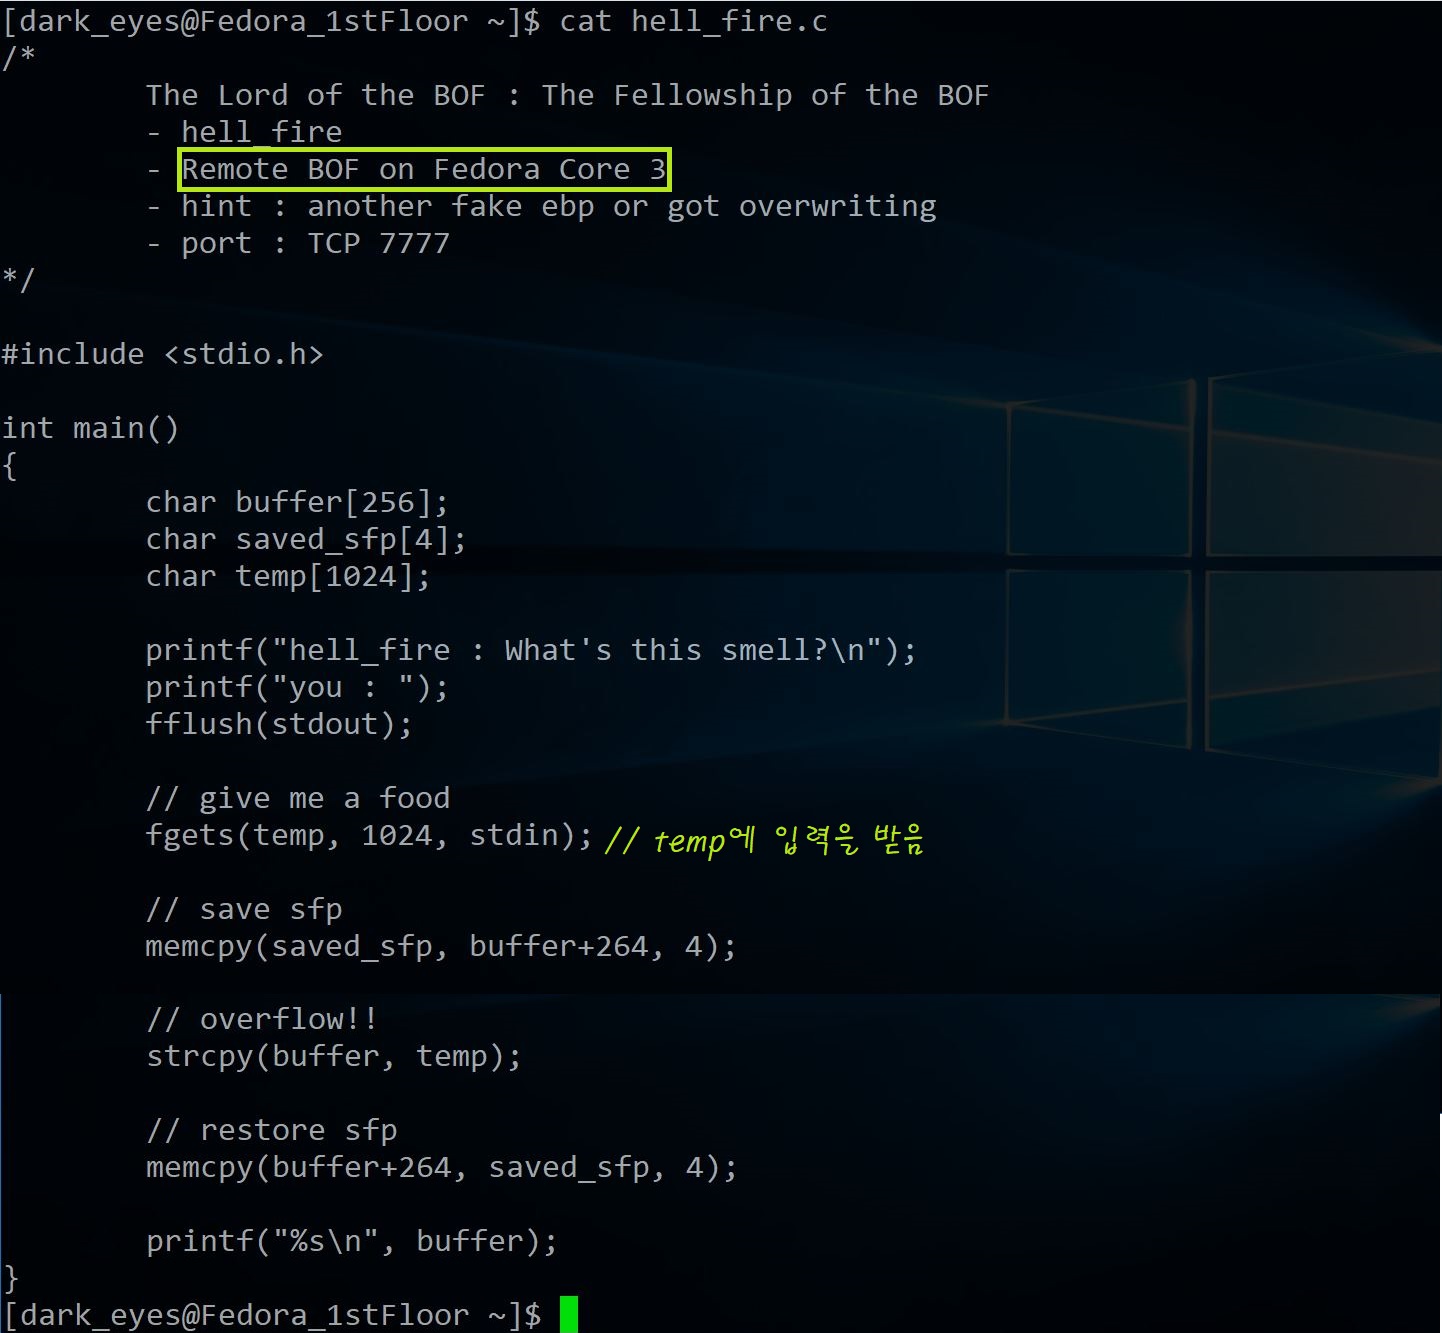 [dark_eyes@Fedora_1stFloor ~]$ cat hell_fire.c
/*
        The Lord of the BOF : The Fellowship of the BOF
        - hell_fire
        - Remote BOF on Fedora Core 3
        - hint : another fake ebp or got overwriting
        - port : TCP 7777
*/

#include <stdio.h>

int main()
{
        char buffer[256];
        char saved_sfp[4];
        char temp[1024];

        printf("hell_fire : What's this smell?\n");
        printf("you : ");
        fflush(stdout);

        // give me a food
        fgets(temp, 1024, stdin); // temp에 입력을 받음

        // save sfp
        memcpy(saved_sfp, buffer+264, 4);

        // overflow!!
        strcpy(buffer, temp);

        // restore sfp
        memcpy(buffer+264, saved_sfp, 4);

        printf("%s\n", buffer);
}
[dark_eyes@Fedora_1stFloor ~]$